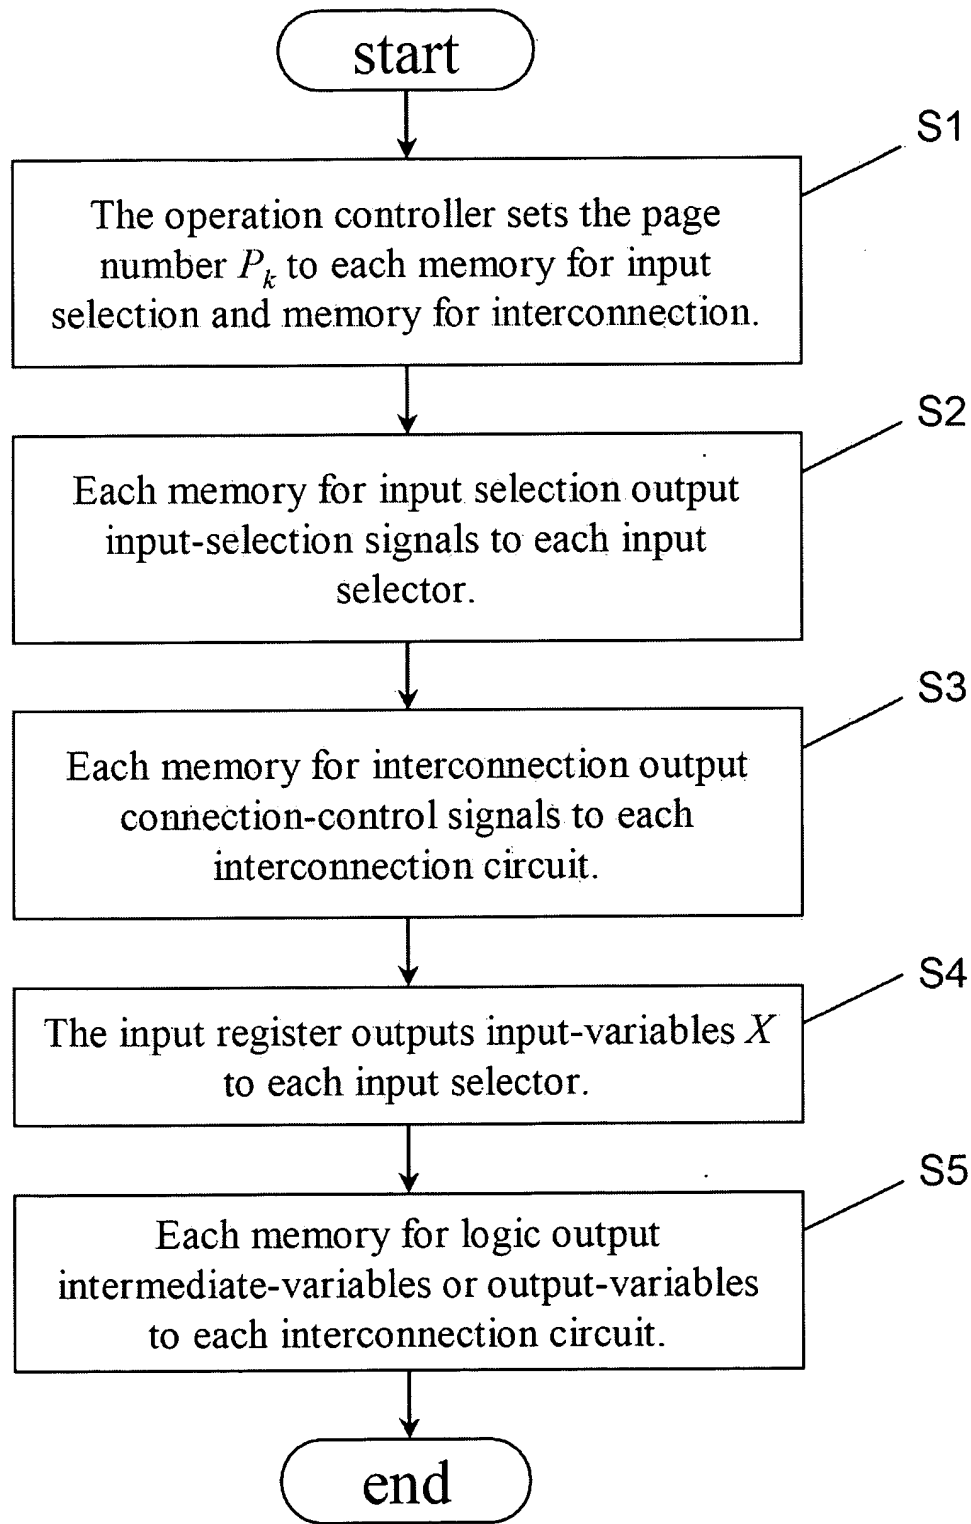 start
S1
The operation controller sets the page
number P_k to each memory for input
selection and memory for interconnection.
S2
Each memory for input selection output
input-selection signals to each input
selector.
S3
Each memory for interconnection output
connection-control signals to each
interconnection circuit.
S4
The input register outputs input-variables X
to each input selector.
S5
Each memory for logic output
intermediate-variables or output-variables
to each interconnection circuit.
end